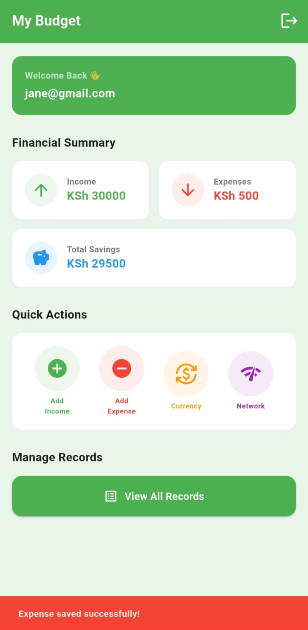 My Budget
Welcome Back 👋
jane@gmail.com
Financial Summary
Income
KSh 30000
Expenses
KSh 500
Total Savings
KSh 29500
Quick Actions
Add
Income
Add
Expense
Currency
Network
Manage Records
View All Records
Expense saved successfully!